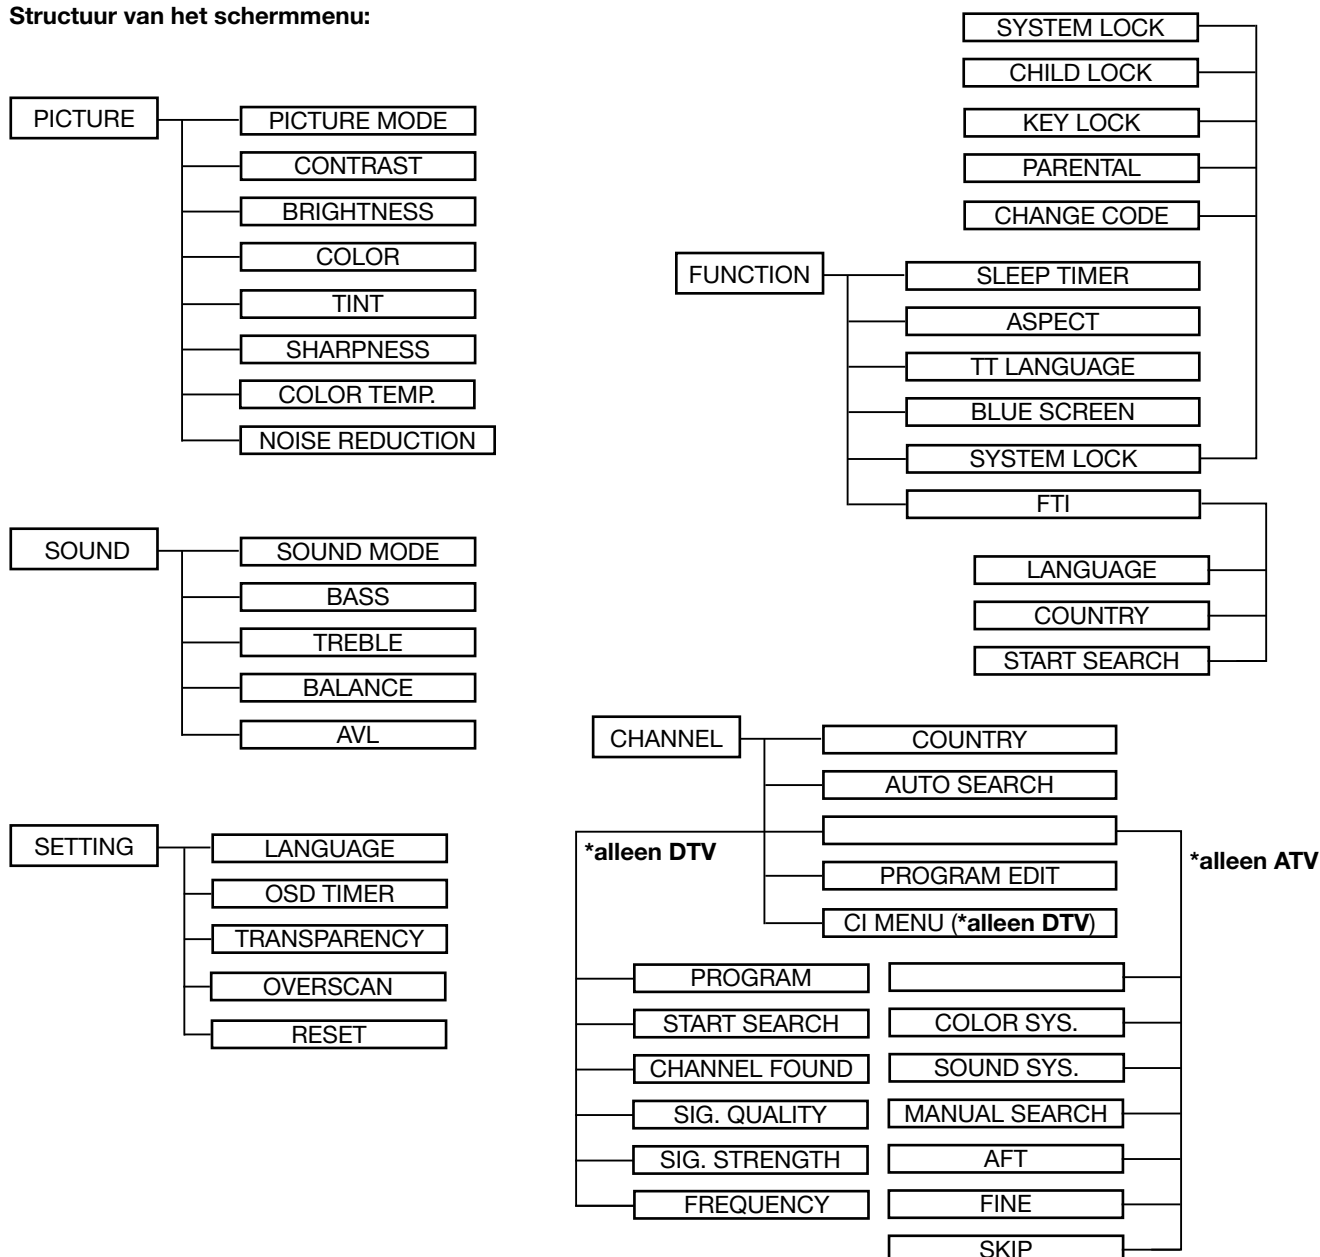 Structuur van het schermmenu:
PICTURE
PICTURE MODE
CONTRAST
BRIGHTNESS
COLOR
TINT
SHARPNESS
COLOR TEMP.
NOISE REDUCTION
SOUND
SOUND MODE
BASS
TREBLE
BALANCE
AVL
SETTING
LANGUAGE
OSD TIMER
TRANSPARENCY
OVERSCAN
RESET
SYSTEM LOCK
CHILD LOCK
KEY LOCK
PARENTAL
CHANGE CODE
FUNCTION
SLEEP TIMER
ASPECT
TT LANGUAGE
BLUE SCREEN
SYSTEM LOCK
FTI
LANGUAGE
COUNTRY
START SEARCH
CHANNEL
COUNTRY
AUTO SEARCH
*alleen DTV
*alleen ATV
PROGRAM EDIT
CI MENU (*alleen DTV)
PROGRAM
START SEARCH
CHANNEL FOUND
SIG. QUALITY
SIG. STRENGTH
FREQUENCY
COLOR SYS.
SOUND SYS.
MANUAL SEARCH
AFT
FINE
SKIP